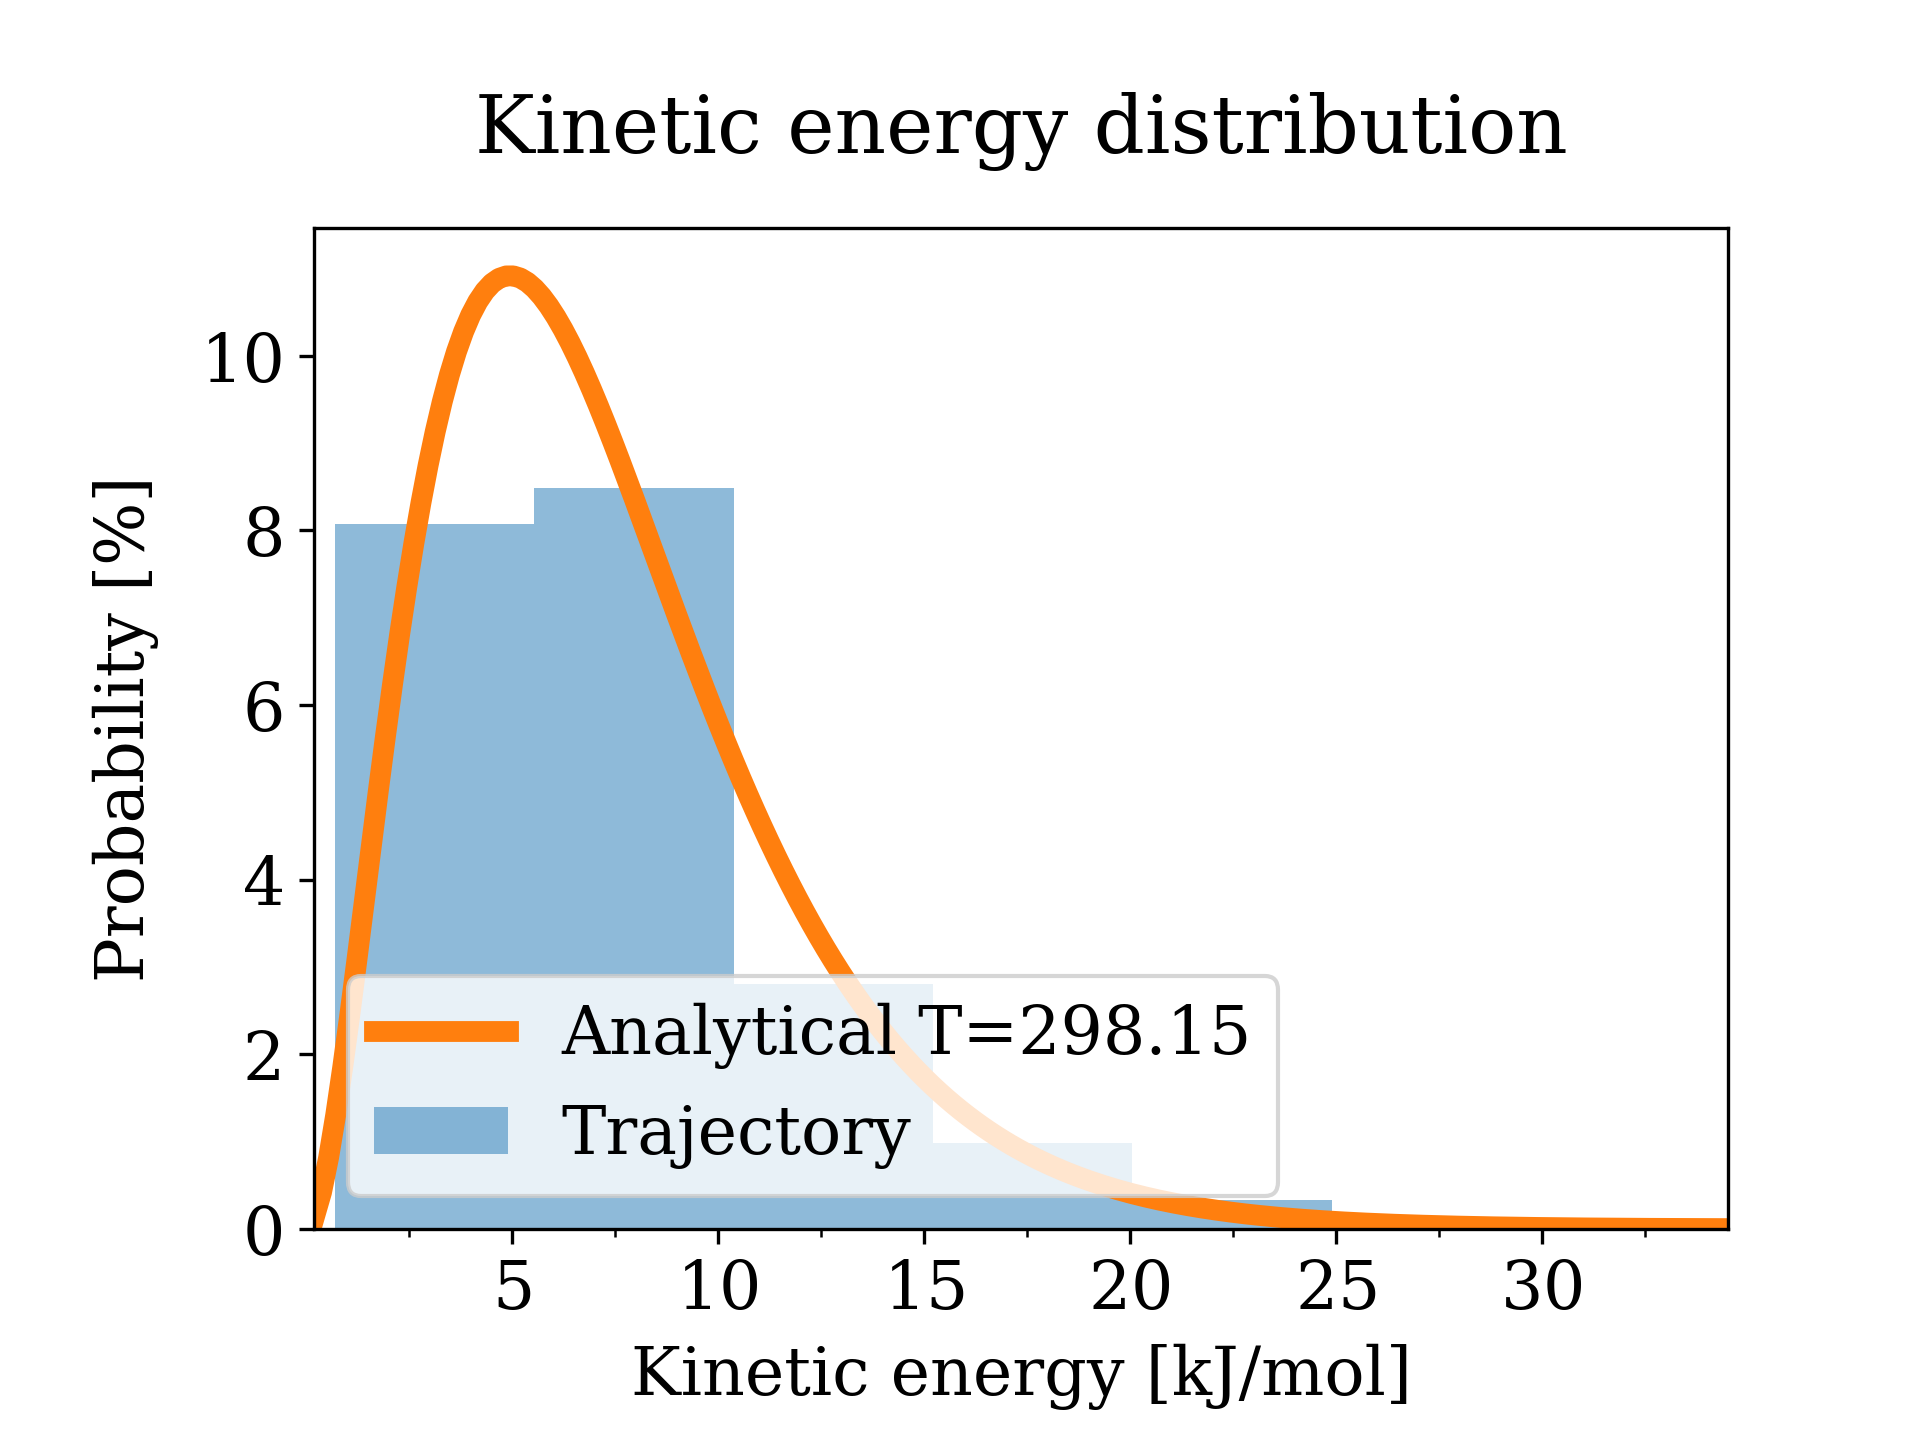 Kinetic energy distribution
Probability [%]
10
8
6
4
2
0
Analytical T=298.15
Trajectory
5 10 15 20 25 30
Kinetic energy [kJ/mol]